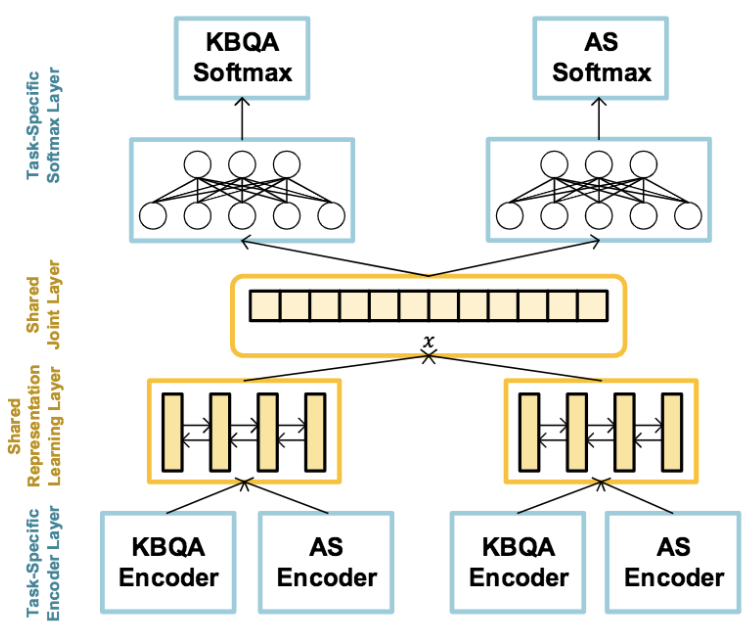 KBQA
Softmax
AS
Softmax
Task-Specific
Softmax Layer
Shared
Joint Layer
x
Shared
Representation
Learning Layer
Task-Specific
Encoder Layer
KBQA
Encoder
AS
Encoder
KBQA
Encoder
AS
Encoder